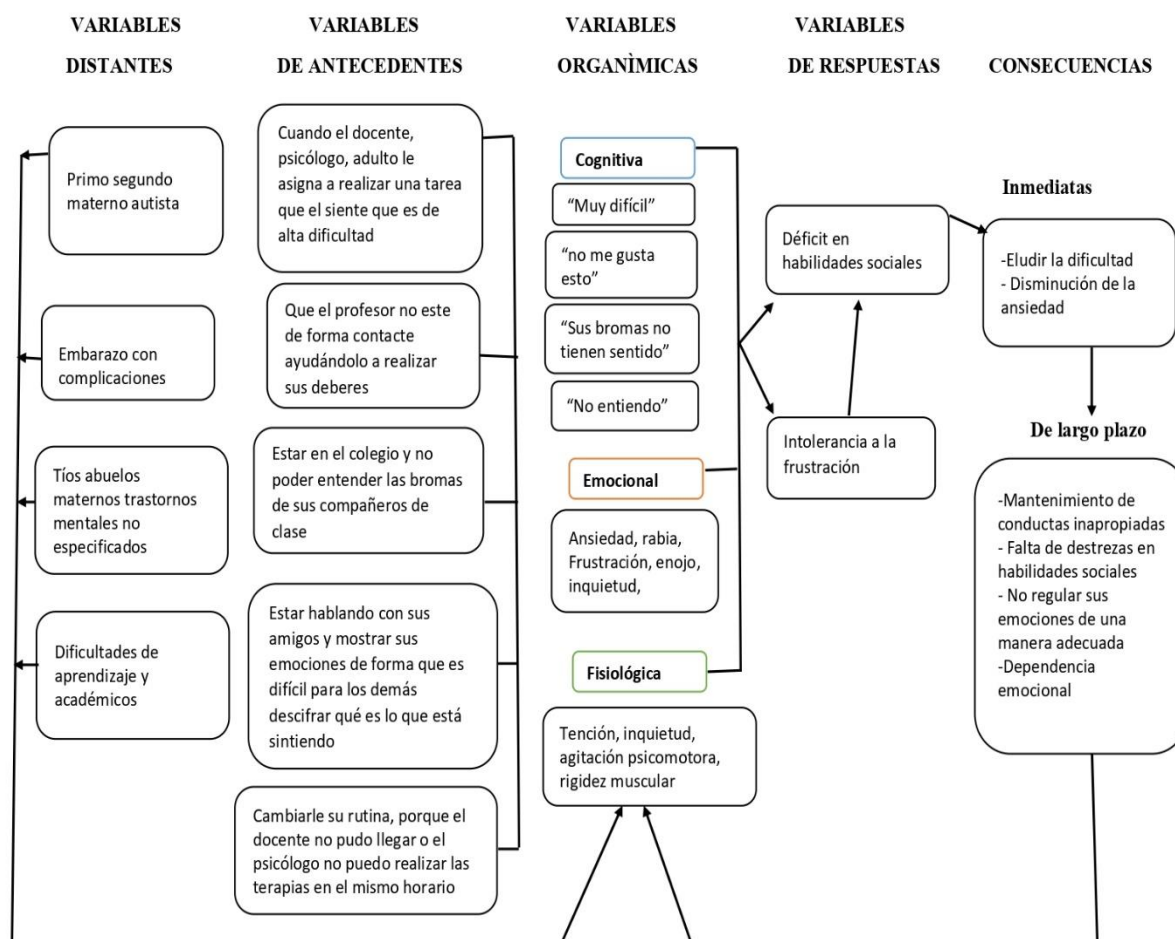 VARIABLES
DISTANTES
VARIABLES
DE ANTECEDENTES
VARIABLES
ORGANÌMICAS
VARIABLES
DE RESPUESTAS
CONSECUENCIAS
Primo segundo
materno autista
Embarazo con
complicaciones
Tíos abuelos
maternos trastornos
mentales no
especificados
Dificultades de
aprendizaje y
académicos
Cuando el docente,
psicólogo, adulto le
asigna a realizar una tarea
que el siente que es de
alta dificultad
Que el profesor no este
de forma contacte
ayudándolo a realizar
sus deberes
Estar en el colegio y no
poder entender las bromas
de sus compañeros de
clase
Estar hablando con sus
amigos y mostrar sus
emociones de forma que es
difícil para los demás
descifrar qué es lo que está
sintiendo
Cambiarle su rutina, porque el
docente no pudo llegar o el
psicólogo no puedo realizar las
terapias en el mismo horario
Cognitiva
“Muy difícil”
“no me gusta
esto”
“Sus bromas no
tienen sentido”
“No entiendo”
Emocional
Ansiedad, rabia,
Frustración, enojo,
inquietud,
Fisiológica
Tención, inquietud,
agitación psicomotora,
rigidez muscular
Déficit en
habilidades sociales
Intolerancia a la
frustración
Inmediatas
-Eludir la dificultad
- Disminución de la
ansiedad
De largo plazo
-Mantenimiento de
conductas inapropiadas
- Falta de destrezas en
habilidades sociales
- No regular sus
emociones de una
manera adecuada
-Dependencia
emocional